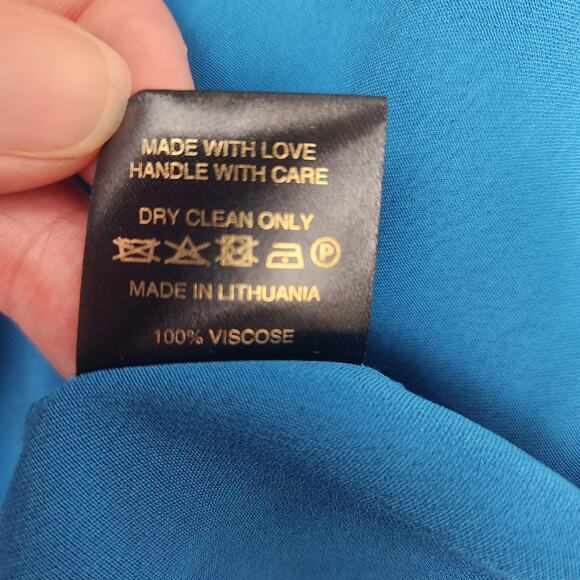 MADE WITH LOVE
HANDLE WITH CARE
DRY CLEAN ONLY
P
MADE IN LITHUANIA
100% VISCOSE